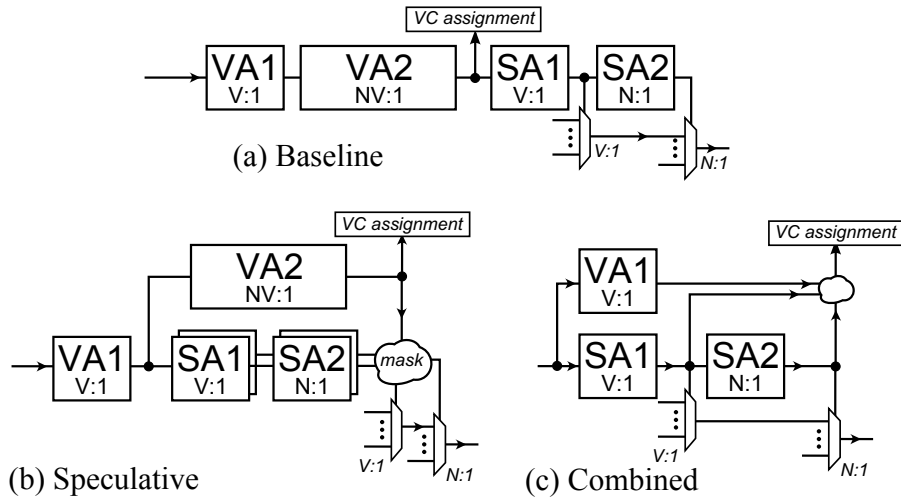 VC assignment
VA1
V:1
VA2
NV:1
SA1
V:1
SA2
N:1
V:1
N:1
(a) Baseline
VC assignment
VA2
NV:1
VA1
V:1
SA1
V:1
SA2
N:1
mask
V:1
N:1
(b) Speculative
VC assignment
VA1
V:1
SA1
V:1
SA2
N:1
V:1
N:1
(c) Combined